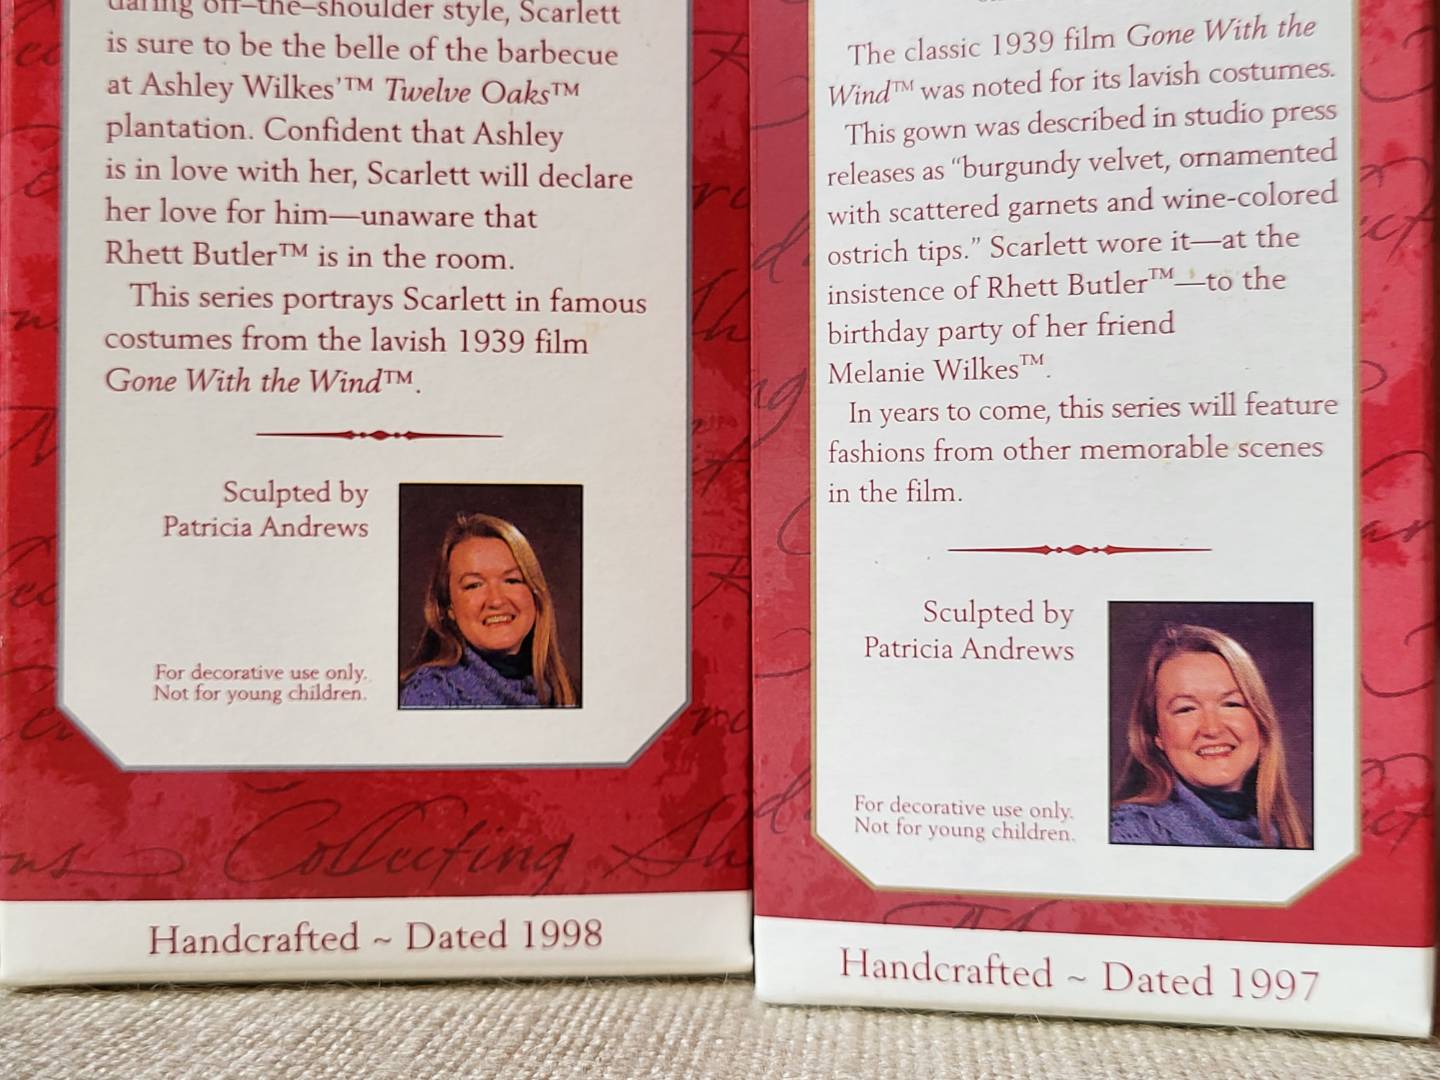 daring off–the–shoulder style, Scarlett
is sure to be the belle of the barbecue
at Ashley Wilkes’™ Twelve Oaks™
plantation. Confident that Ashley
is in love with her, Scarlett will declare
her love for him—unaware that
Rhett Butler™ is in the room.
This series portrays Scarlett in famous
costumes from the lavish 1939 film
Gone With the Wind™.
Sculpted by
Patricia Andrews
For decorative use only.
Not for young children.
Collecting
Handcrafted ~ Dated 1998
The classic 1939 film Gone With the
Wind™ was noted for its lavish costumes.
This gown was described in studio press
releases as “burgundy velvet, ornamented
with scattered garnets and wine-colored
ostrich tips.” Scarlett wore it—at the
insistence of Rhett Butler™—to the
birthday party of her friend
Melanie Wilkes™.
In years to come, this series will feature
fashions from other memorable scenes
in the film.
Sculpted by
Patricia Andrews
For decorative use only.
Not for young children.
Handcrafted ~ Dated 1997